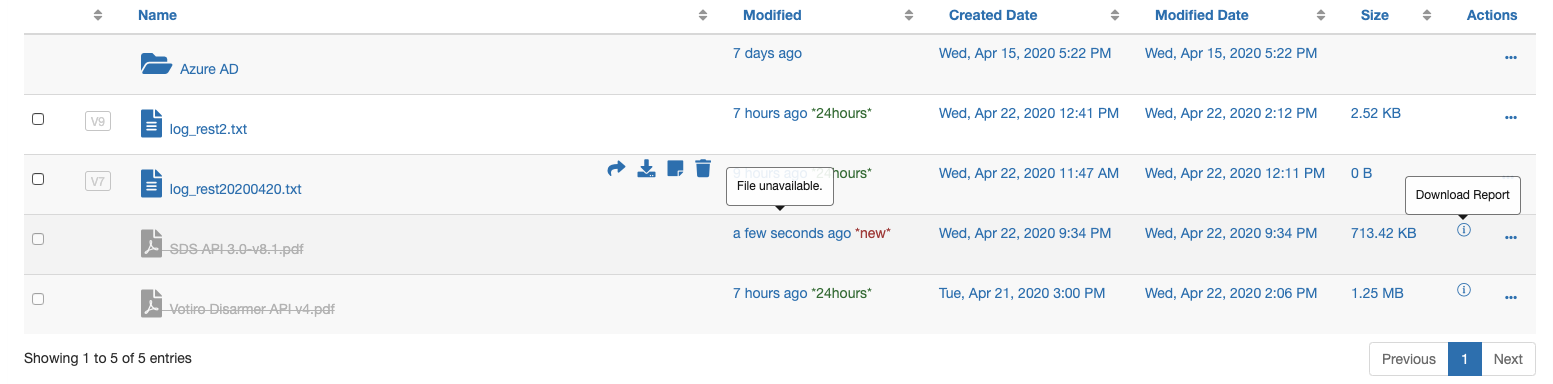 Name Modified Created Date Modified Date Size Actions
Azure AD 7 days ago Wed, Apr 15, 2020 5:22 PM Wed, Apr 15, 2020 5:22 PM ...
V9 log_rest2.txt 7 hours ago *24hours* Wed, Apr 22, 2020 12:41 PM Wed, Apr 22, 2020 2:12 PM 2.52 KB ...
V7 log_rest20200420.txt 9 hours ago *24hours* Wed, Apr 22, 2020 11:47 AM Wed, Apr 22, 2020 12:11 PM 0 B
File unavailable. Download Report
SDS API 3.0-v8.1.pdf a few seconds ago *new* Wed, Apr 22, 2020 9:34 PM Wed, Apr 22, 2020 9:34 PM 713.42 KB ...
Votiro Disarmer API v4.pdf 7 hours ago *24hours* Tue, Apr 21, 2020 3:00 PM Wed, Apr 22, 2020 2:06 PM 1.25 MB ...
Showing 1 to 5 of 5 entries Previous 1 Next